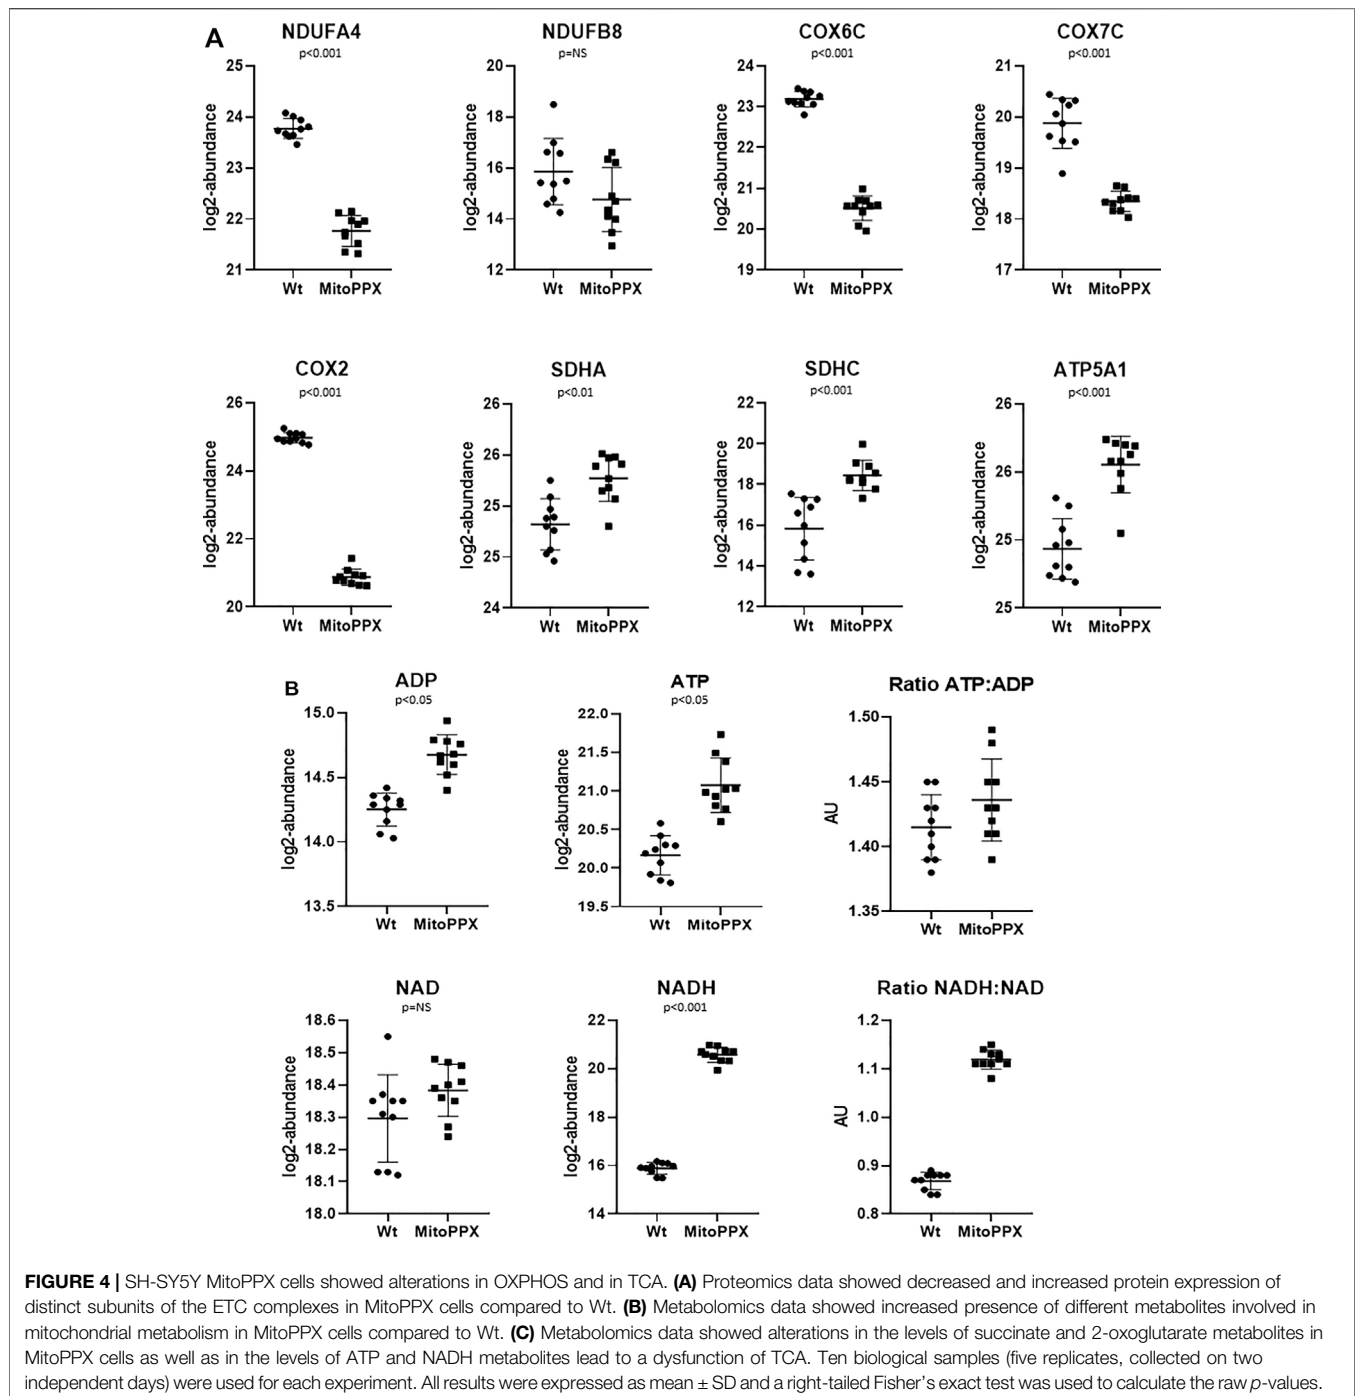 A
NDUFA4
p<0.001
log2-abundance
25
24
23
22
21
Wt MitoPPX
NDUFB8
p=NS
log2-abundance
20
18
16
14
12
Wt MitoPPX
COX6C
p<0.001
log2-abundance
24
23
22
21
20
19
Wt MitoPPX
COX7C
p<0.001
log2-abundance
21
20
19
18
17
Wt MitoPPX
COX2
p<0.001
log2-abundance
26
24
22
20
Wt MitoPPX
SDHA
p<0.01
log2-abundance
26
26
25
25
24
Wt MitoPPX
SDHC
p<0.001
log2-abundance
22
20
18
16
14
12
Wt MitoPPX
ATP5A1
p<0.001
log2-abundance
26
26
25
25
Wt MitoPPX
B
ADP
p<0.05
log2-abundance
15.0
14.5
14.0
13.5
Wt MitoPPX
ATP
p<0.05
log2-abundance
22.0
21.5
21.0
20.5
20.0
19.5
Wt MitoPPX
Ratio ATP:ADP
AU
1.50
1.45
1.40
1.35
Wt MitoPPX
NAD
p=NS
log2-abundance
18.6
18.5
18.4
18.3
18.2
18.1
18.0
Wt MitoPPX
NADH
p<0.001
log2-abundance
22
20
18
16
14
Wt MitoPPX
Ratio NADH:NAD
AU
1.2
1.1
1.0
0.9
0.8
Wt MitoPPX
FIGURE 4 | SH-SY5Y MitoPPX cells showed alterations in OXPHOS and in TCA. (A) Proteomics data showed decreased and increased protein expression of
distinct subunits of the ETC complexes in MitoPPX cells compared to Wt. (B) Metabolomics data showed increased presence of different metabolites involved in
mitochondrial metabolism in MitoPPX cells compared to Wt. (C) Metabolomics data showed alterations in the levels of succinate and 2-oxoglutarate metabolites in
MitoPPX cells as well as in the levels of ATP and NADH metabolites lead to a dysfunction of TCA. Ten biological samples (five replicates, collected on two
independent days) were used for each experiment. All results were expressed as mean ± SD and a right-tailed Fisher's exact test was used to calculate the raw p-values.